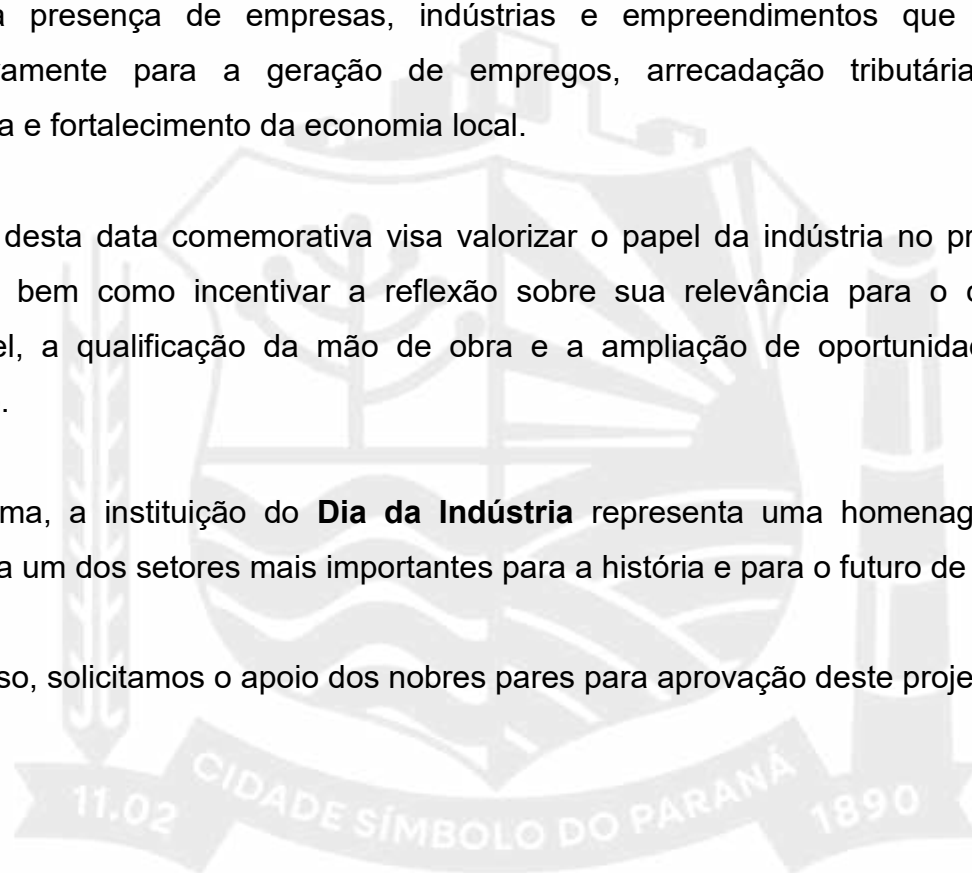 a presença de empresas, indústrias e empreendimentos que
amente para a geração de empregos, arrecadação tributária
a e fortalecimento da economia local.
desta data comemorativa visa valorizar o papel da indústria no pr
bem como incentivar a reflexão sobre sua relevância para o
el, a qualificação da mão de obra e a ampliação de oportunida
.
ma, a instituição do Dia da Indústria representa uma homenag
a um dos setores mais importantes para a história e para o futuro de
so, solicitamos o apoio dos nobres pares para aprovação deste proje
11.02 CIDADE SÍMBOLO DO PARANÁ 1890